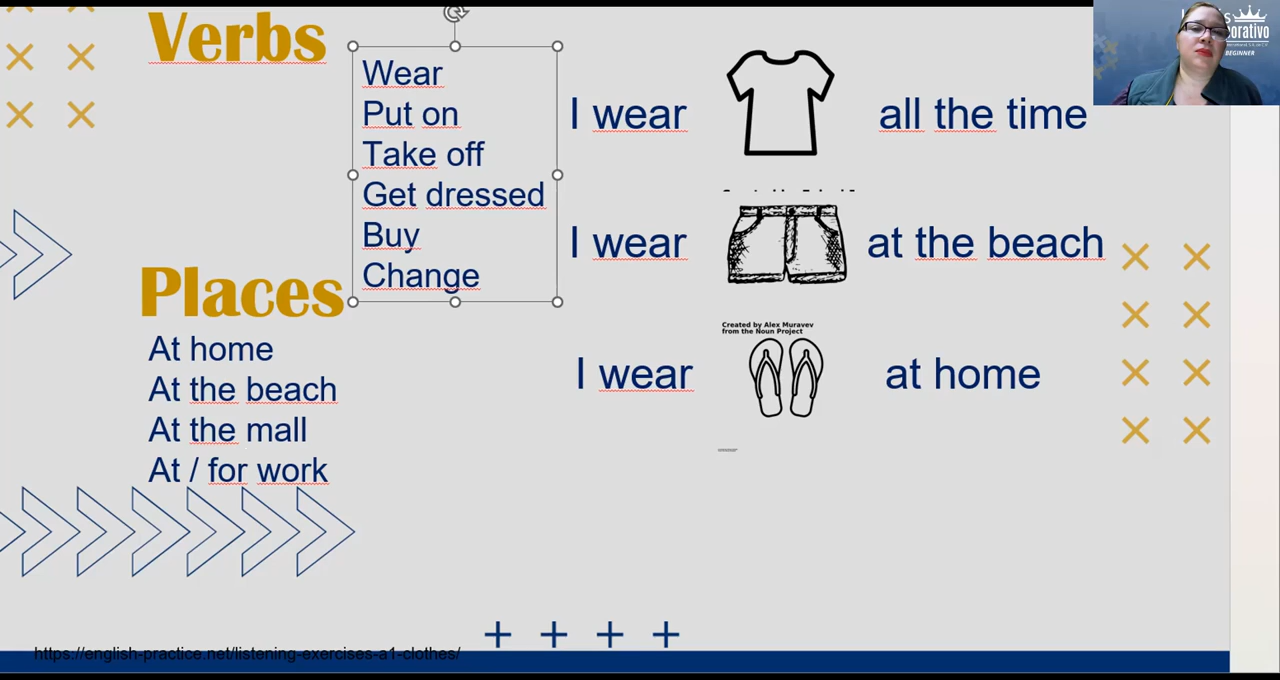 Verbs
Wear
Put on
Take off
Get dressed
Buy
Change
Places
At home
At the beach
At the mall
At / for work
I wear all the time
I wear at the beach
Created by Alex Muravev
from the Noun Project
I wear at home
https://english-practice.net/listening-exercises-a1-clothes/
BEGINNER